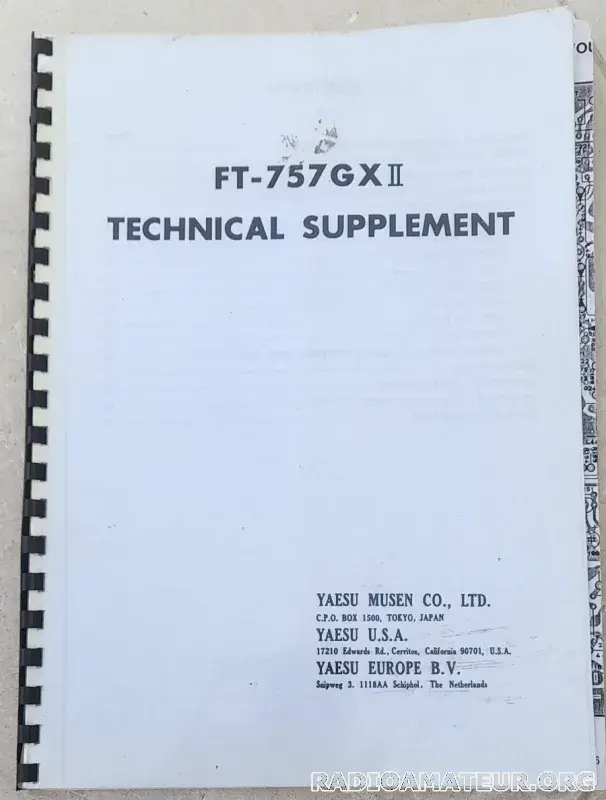 FT-757GXⅡ
TECHNICAL SUPPLEMENT
YAESU MUSEN CO., LTD.
C.P.O. BOX 1500, TOKYO, JAPAN
YAESU U.S.A.
17210 Edwards Rd., Cerritos, California 90701, U.S.A.
YAESU EUROPE B.V.
Snipweg 3, 1118AA Schiphol, The Netherlands
RADIOAMATEUR.ORG